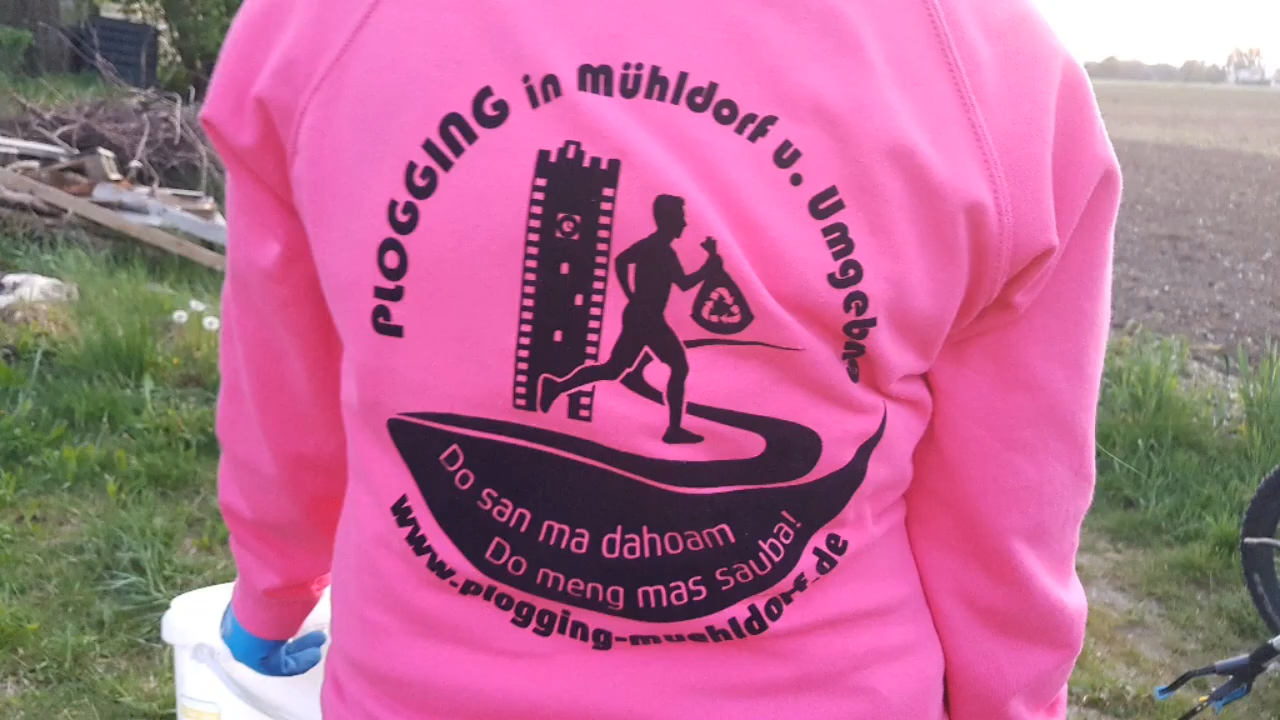 PLOGGING in Mühldorf u. Umgebung
Do san ma dahoam
Do meng mas sauba!
www.plogging-muehldorf.de